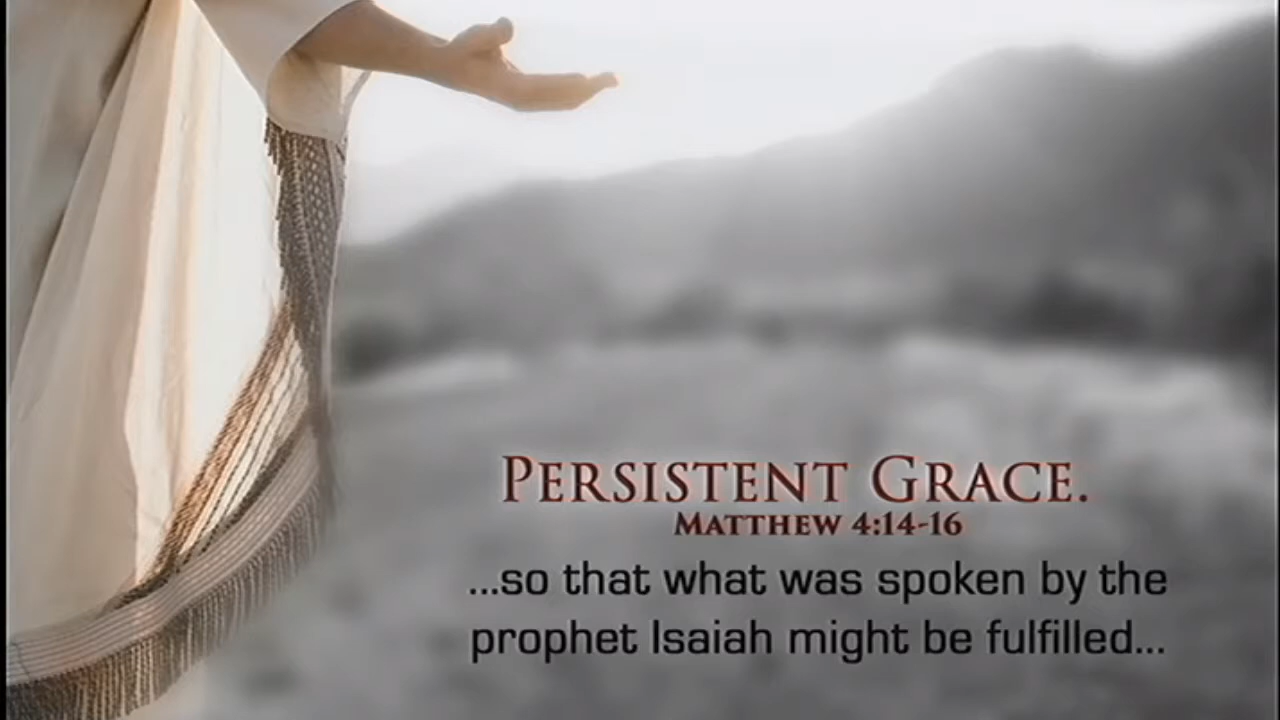 PERSISTENT GRACE.
MATTHEW 4:14-16
...so that what was spoken by the
prophet Isaiah might be fulfilled...